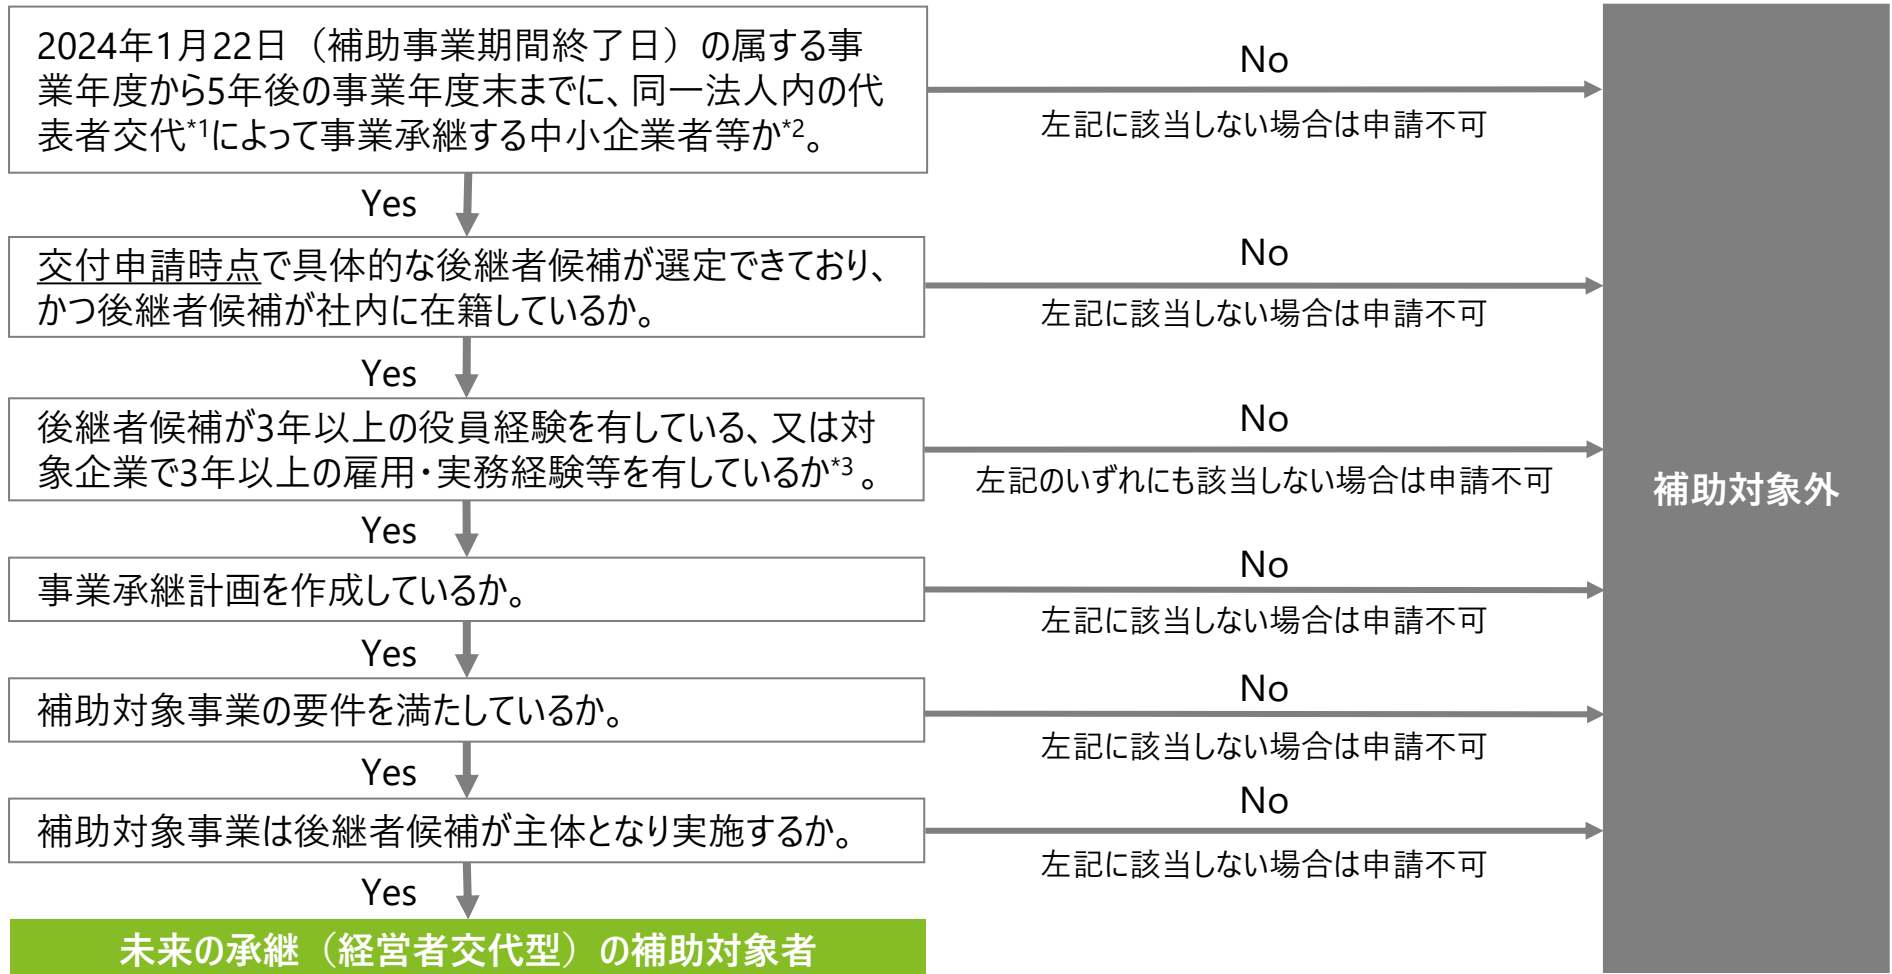 2024年1月22日（補助事業期間終了日）の属する事
業年度から5年後の事業年度末までに、同一法人内の代
表者交代*1によって事業承継する中小企業者等か*2。
No
左記に該当しない場合は申請不可
Yes
交付申請時点で具体的な後継者候補が選定できており、
かつ後継者候補が社内に在籍しているか。
No
左記に該当しない場合は申請不可
Yes
後継者候補が3年以上の役員経験を有している、又は対
象企業で3年以上の雇用・実務経験等を有しているか*3 。
No
左記のいずれにも該当しない場合は申請不可
補助対象外
Yes
事業承継計画を作成しているか。
No
左記に該当しない場合は申請不可
Yes
補助対象事業の要件を満たしているか。
No
左記に該当しない場合は申請不可
Yes
補助対象事業は後継者候補が主体となり実施するか。
No
左記に該当しない場合は申請不可
Yes
未来の承継（経営者交代型）の補助対象者